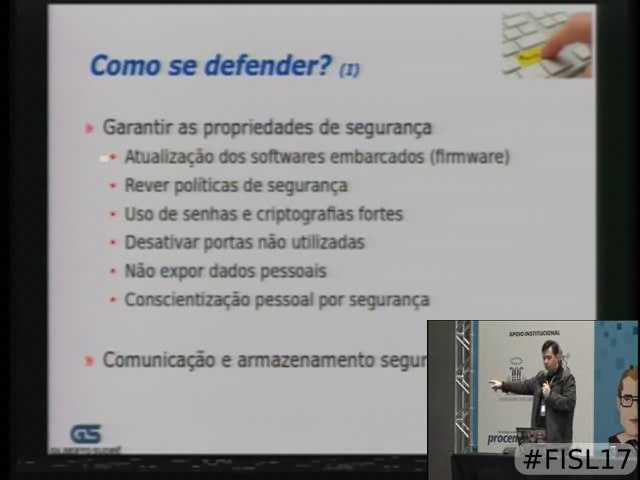 Como se defender? (I)
» Garantir as propriedades de segurança
• Atualização dos softwares embarcados (firmware)
• Rever políticas de segurança
• Uso de senhas e criptografias fortes
• Desativar portas não utilizadas
• Não expor dados pessoais
• Conscientização pessoal por segurança
» Comunicação e armazenamento segur
GS
GILBERTO SUDRÉ
APOIO INSTITUCIONAL
procem
#FISL17